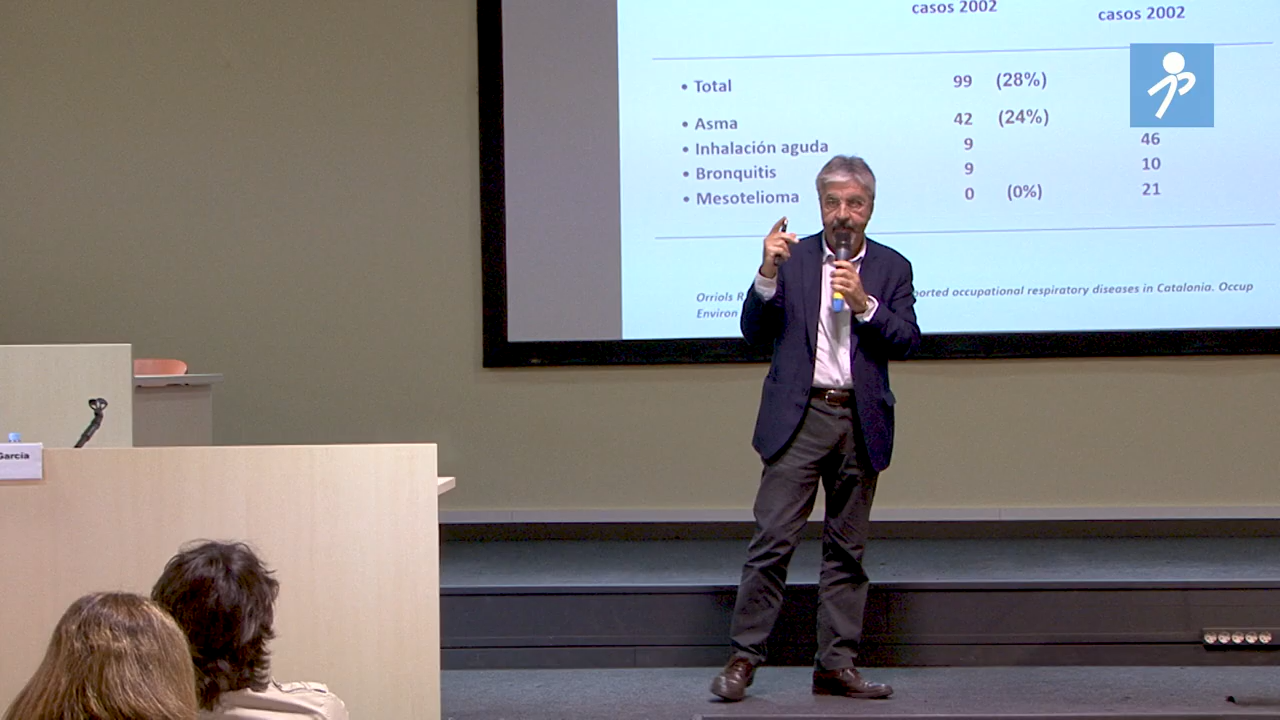 casos 2002 casos 2002
• Total 99 (28%)
• Asma 42 (24%)
• Inhalación aguda 9 46
• Bronquitis 9 10
• Mesotelioma 0 (0%) 21
Orriols R ported occupational respiratory diseases in Catalonia. Occup
Environ
García